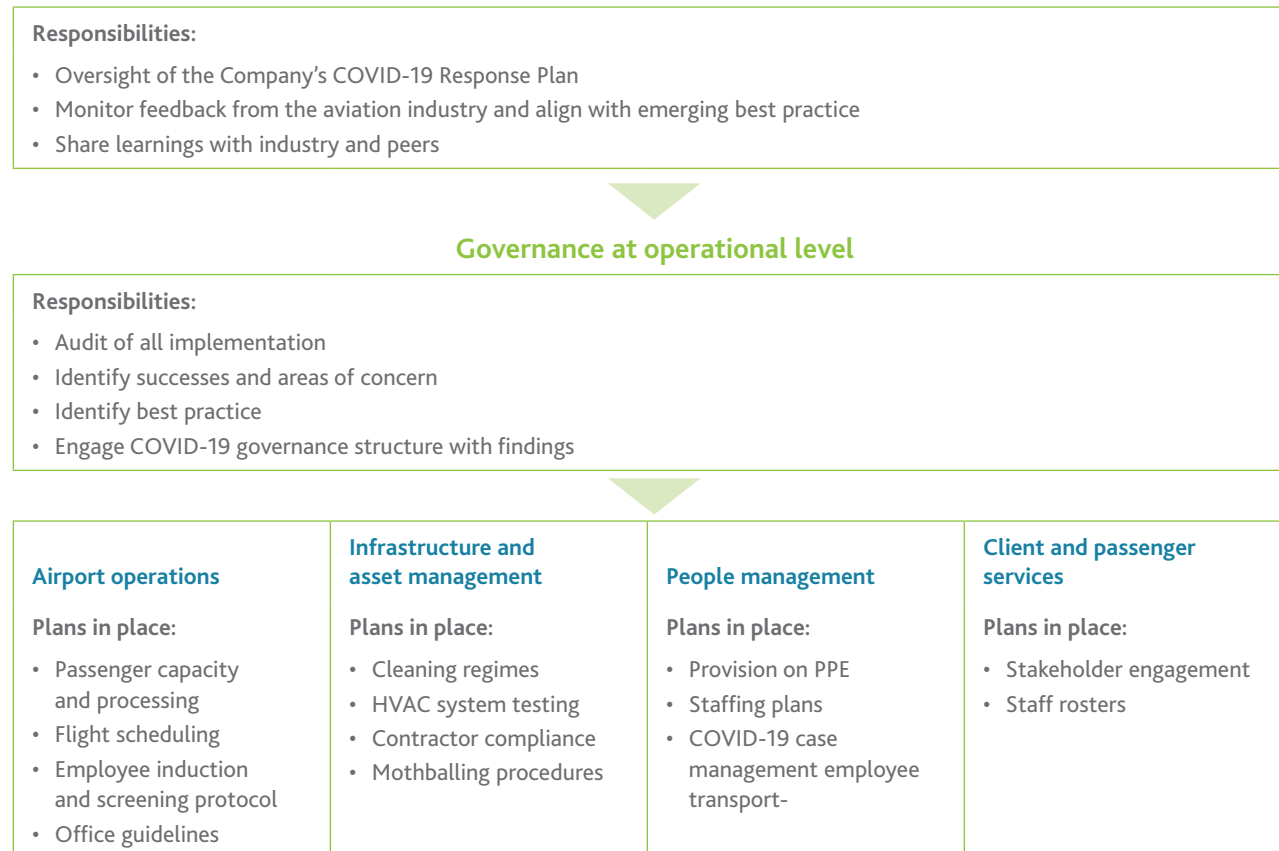 Responsibilities:
• Oversight of the Company’s COVID-19 Response Plan
• Monitor feedback from the aviation industry and align with emerging best practice
• Share learnings with industry and peers
Governance at operational level
Responsibilities:
• Audit of all implementation
• Identify successes and areas of concern
• Identify best practice
• Engage COVID-19 governance structure with findings
Airport operations
Plans in place:
• Passenger capacity
and processing
• Flight scheduling
• Employee induction
and screening protocol
• Office guidelines
Infrastructure and
asset management
Plans in place:
• Cleaning regimes
• HVAC system testing
• Contractor compliance
• Mothballing procedures
People management
Plans in place:
• Provision on PPE
• Staffing plans
• COVID-19 case
management employee
transport-
Client and passenger
services
Plans in place:
• Stakeholder engagement
• Staff rosters